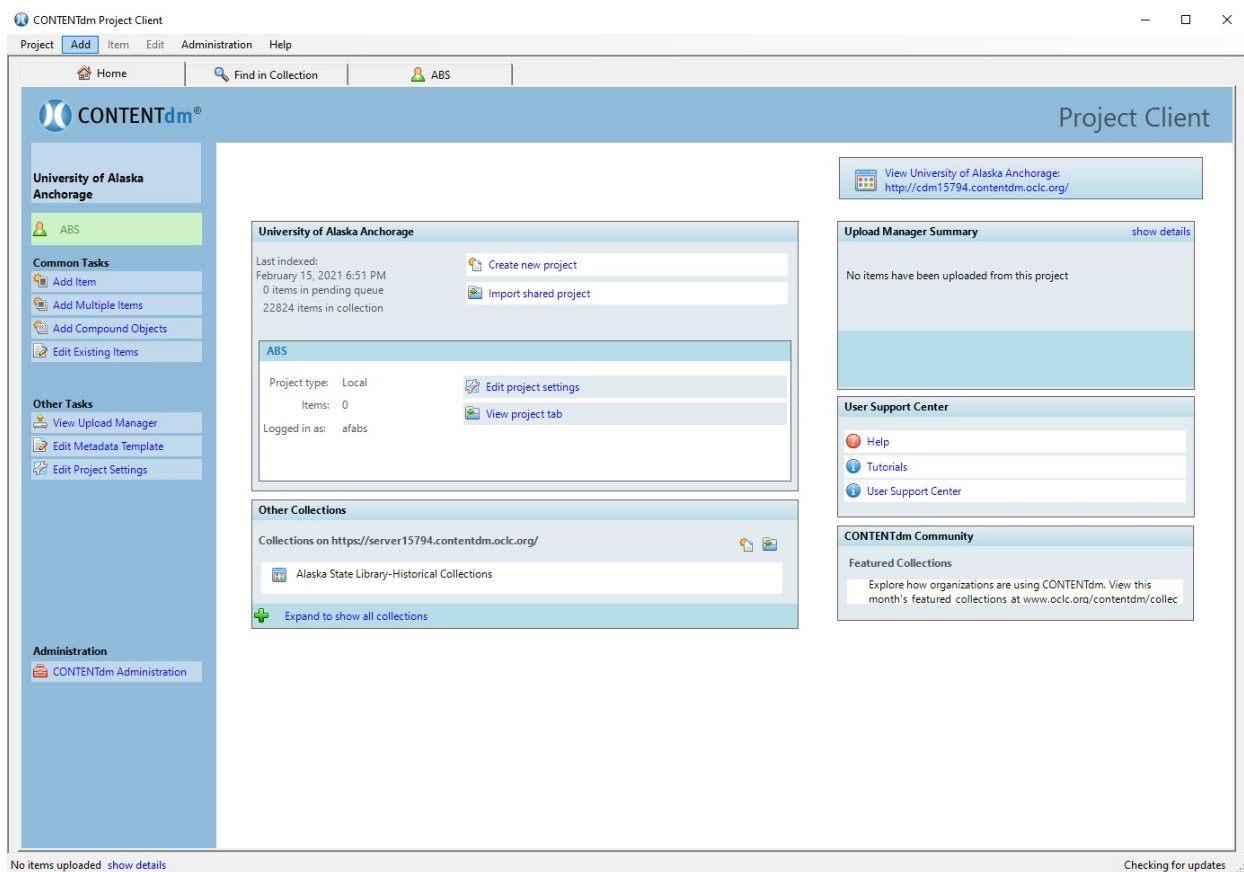 CONTENTdm Project Client
Project Add Item Edit Administration Help
Home Find in Collection ABS
CONTENTdm®
Project Client
University of Alaska
Anchorage
ABS
Common Tasks
Add Item
Add Multiple Items
Add Compound Objects
Edit Existing Items
Other Tasks
View Upload Manager
Edit Metadata Template
Edit Project Settings
Administration
CONTENTdm Administration
University of Alaska Anchorage
Last indexed:
February 15, 2021 6:51 PM
0 items in pending queue
22824 items in collection
Create new project
Import shared project
ABS
Project type: Local
Items: 0
Logged in as: afabs
Edit project settings
View project tab
Other Collections
Collections on https://server15794.contentdm.oclc.org/
Alaska State Library-Historical Collections
Expand to show all collections
View University of Alaska Anchorage:
http://cdm15794.contentdm.oclc.org/
Upload Manager Summary show details
No items have been uploaded from this project
User Support Center
Help
Tutorials
User Support Center
CONTENTdm Community
Featured Collections
Explore how organizations are using CONTENTdm. View this
month's featured collections at www.oclc.org/contentdm/collec
No items uploaded show details
Checking for updates